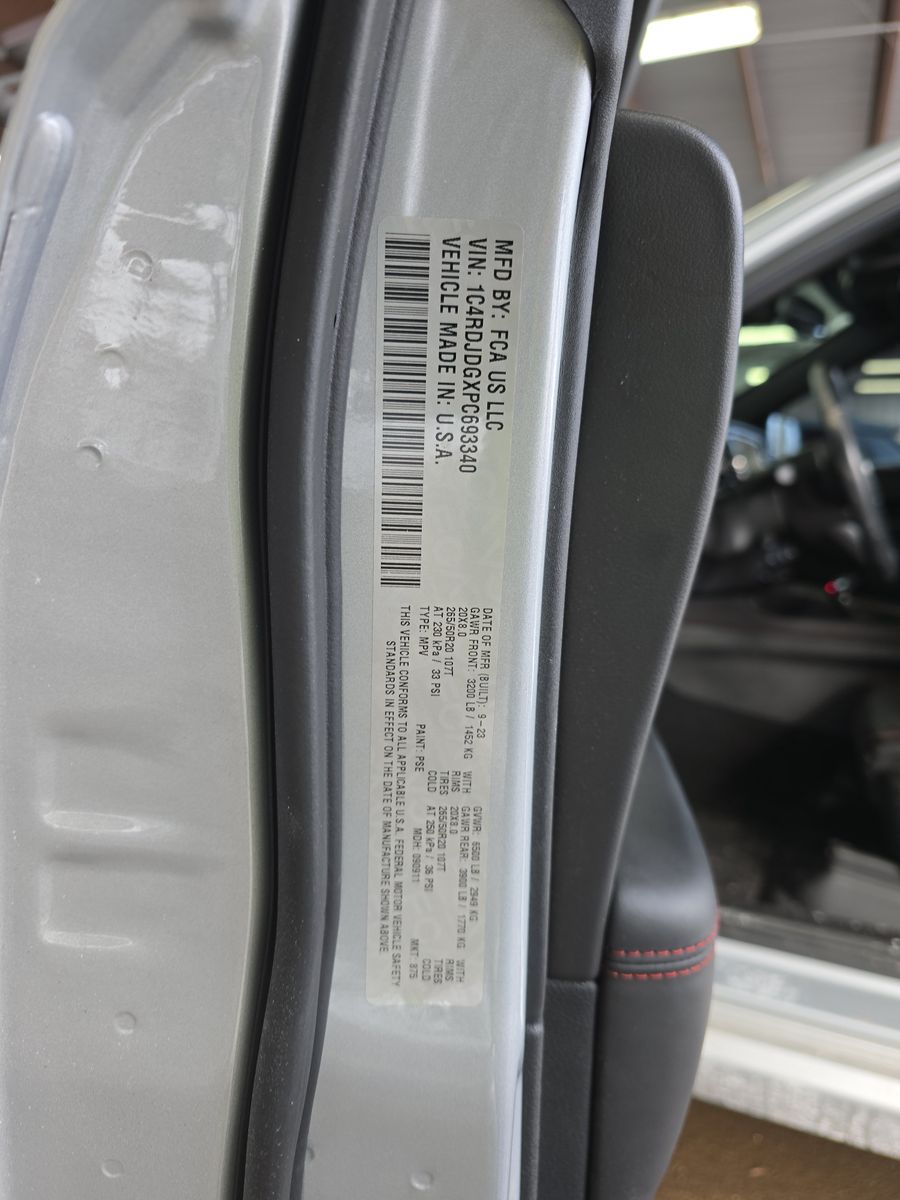 MFD BY: FCA US LLC
VIN: 1C4RDJDGXPC693340
VEHICLE MADE IN: U.S.A.
DATE OF MFR (BUILT): 9-23 GVWR: 6500 LB / 2949 KG
GAWR FRONT: 3200 LB / 1452 KG WITH GAWR REAR: 3900 LB / 1770 KG WITH
20X8.0 RIMS 20X8.0 RIMS
265/50R20 107T TIRES 265/50R20 107T TIRES
AT 230 kPa / 33 PSI COLD AT 250 kPa / 36 PSI COLD
TYPE: MPV PAINT: PSE MDH: 090911 MKT 875
THIS VEHICLE CONFORMS TO ALL APPLICABLE U.S.A. FEDERAL MOTOR VEHICLE SAFETY
STANDARDS IN EFFECT ON THE DATE OF MANUFACTURE SHOWN ABOVE.